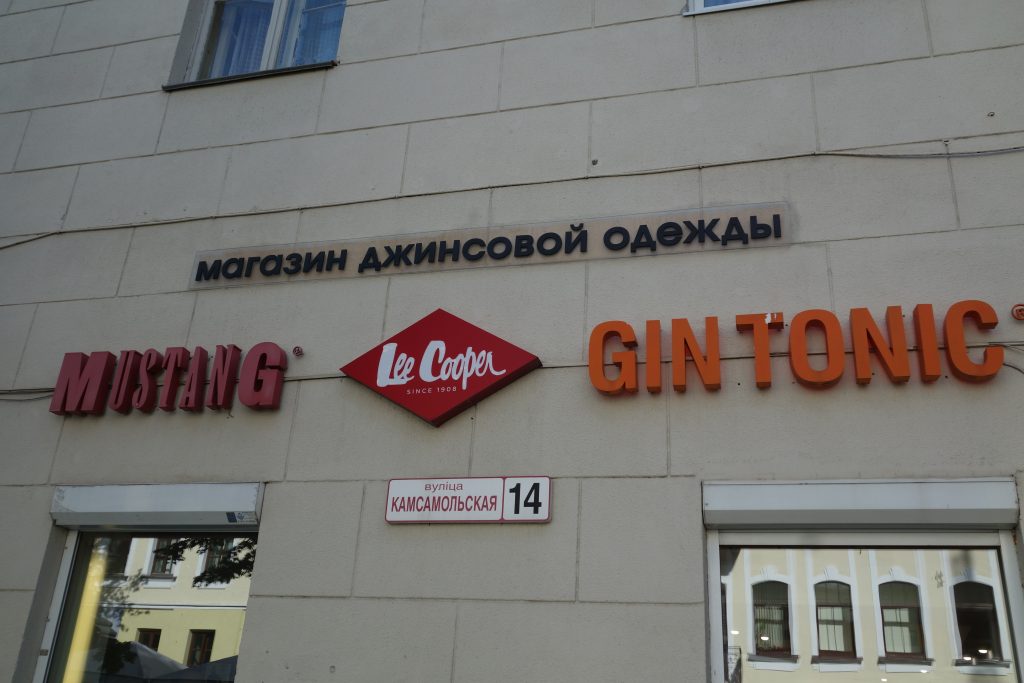 магазин джинсовой одежды
MUSTANG®
Lee Cooper
SINCE 1908
GIN TONIC®
вуліца
КАМСАМОЛЬСКАЯ 14